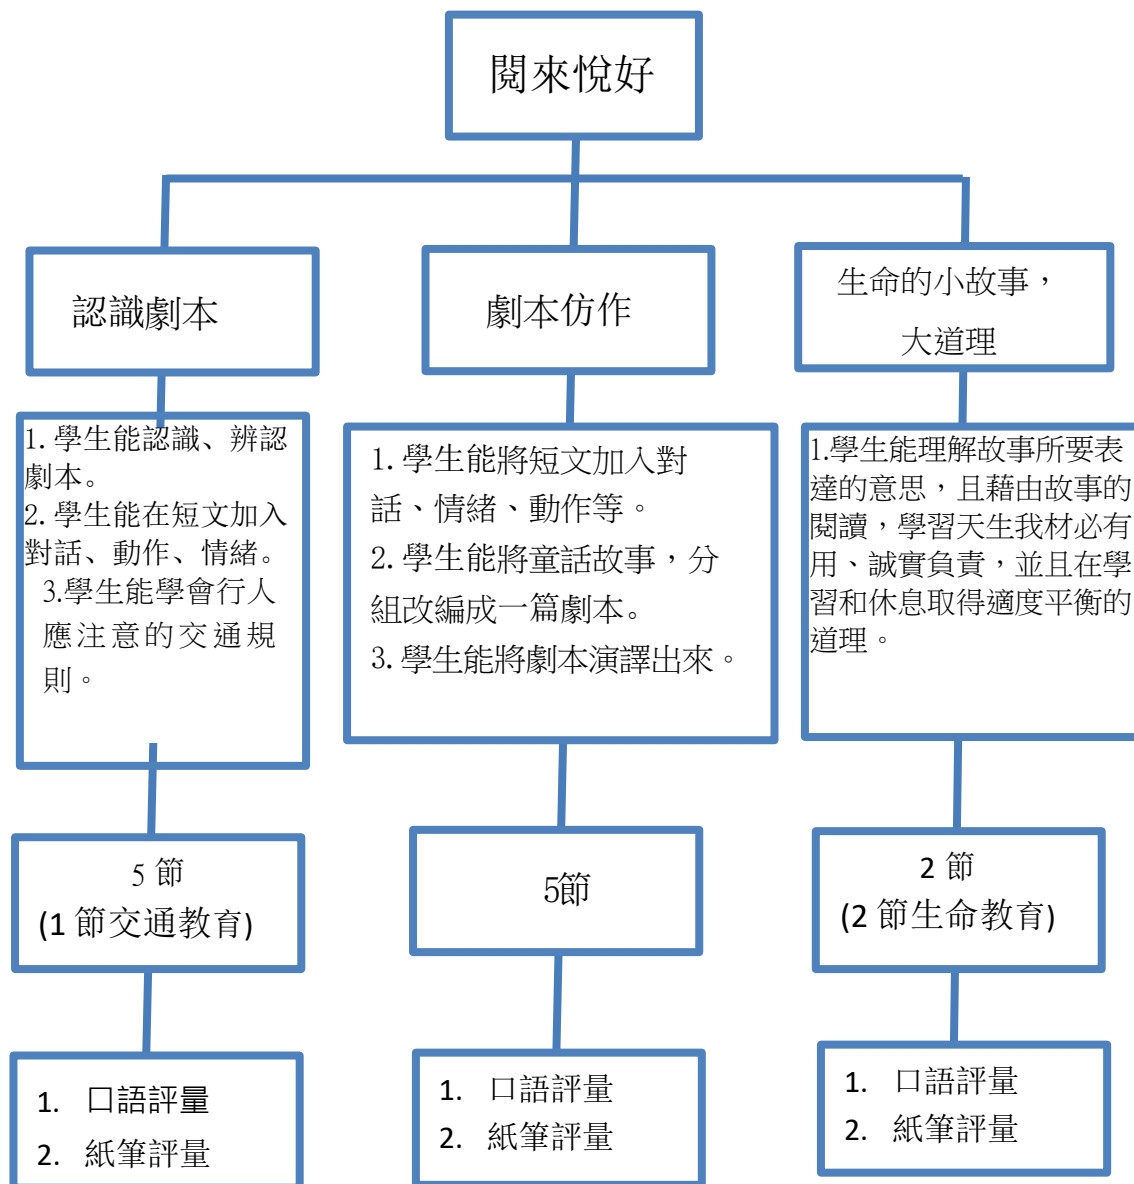 閱來悅好
認識劇本
劇本仿作
生命的小故事，
大道理
1. 學生能認識、辨認
劇本。
2. 學生能在短文加入
對話、動作、情緒。
3.學生能學會行人
應注意的交通規
則。
1. 學生能將短文加入對
話、情緒、動作等。
2. 學生能將童話故事，分
組改編成一篇劇本。
3. 學生能將劇本演譯出來。
1.學生能理解故事所要表
達的意思，且藉由故事的
閱讀，學習天生我材必有
用、誠實負責，並且在學
習和休息取得適度平衡的
道理。
5 節
(1 節交通教育)
5節
2 節
(2 節生命教育)
1. 口語評量
2. 紙筆評量
1. 口語評量
2. 紙筆評量
1. 口語評量
2. 紙筆評量